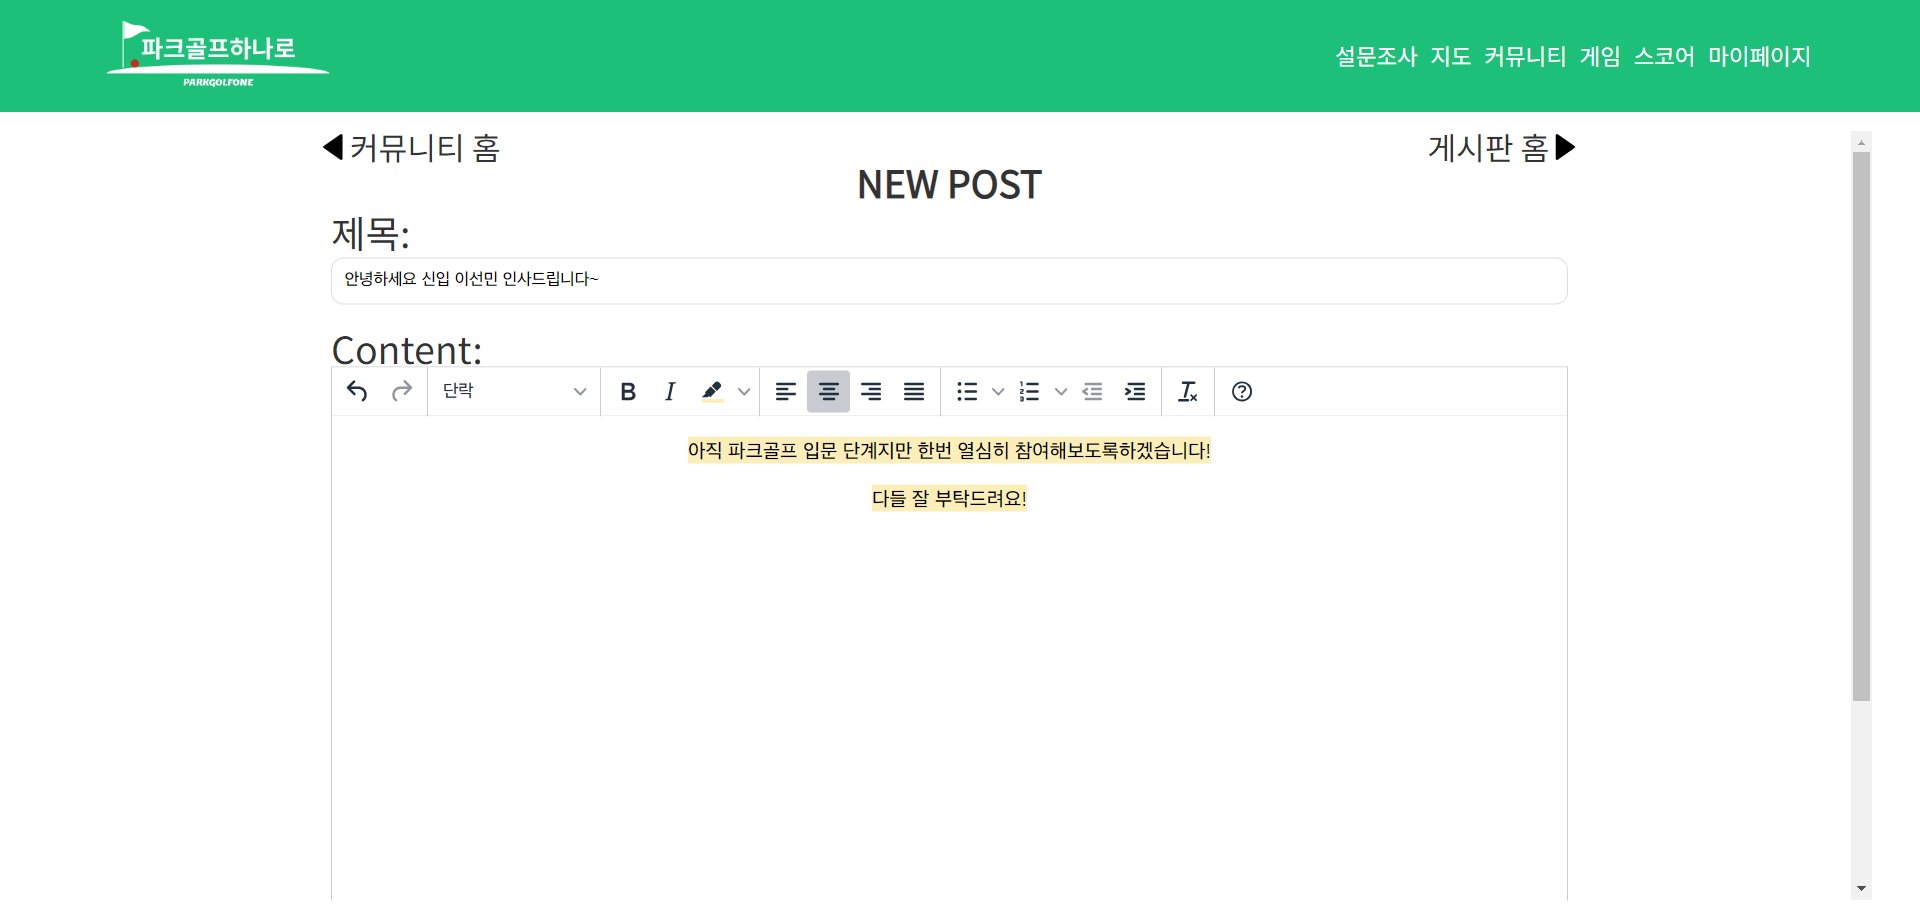 파크골프하나로
PARKGOLFONE
설문조사 지도 커뮤니티 게임 스코어 마이페이지
커뮤니티 홈
게시판 홈
NEW POST
제목:
안녕하세요 신입 이선민 인사드립니다~
Content:
단락
아직 파크골프 입문 단계지만 한번 열심히 참여해보도록하겠습니다!
다들 잘 부탁드려요!